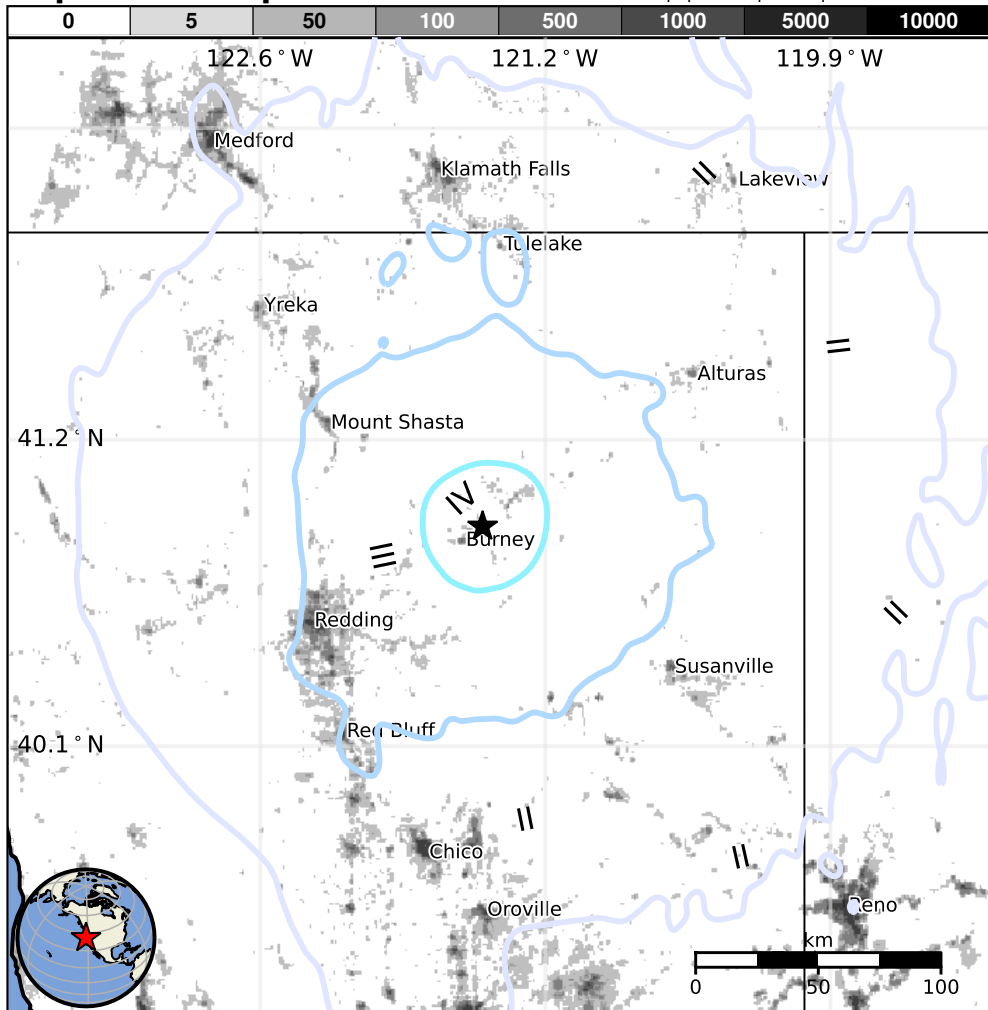 0 5 50 100 500 1000 5000 10000
122.6°W 121.2°W 119.9°W
Medford
Klamath Falls
II
Lakeview
Tulelake
Yreka
II
Alturas
Mount Shasta
41.2°N
IV
Burney
III
Redding
II
Susanville
Red Bluff
40.1°N
II
II
Chico
Oroville
Reno
km
0 50 100